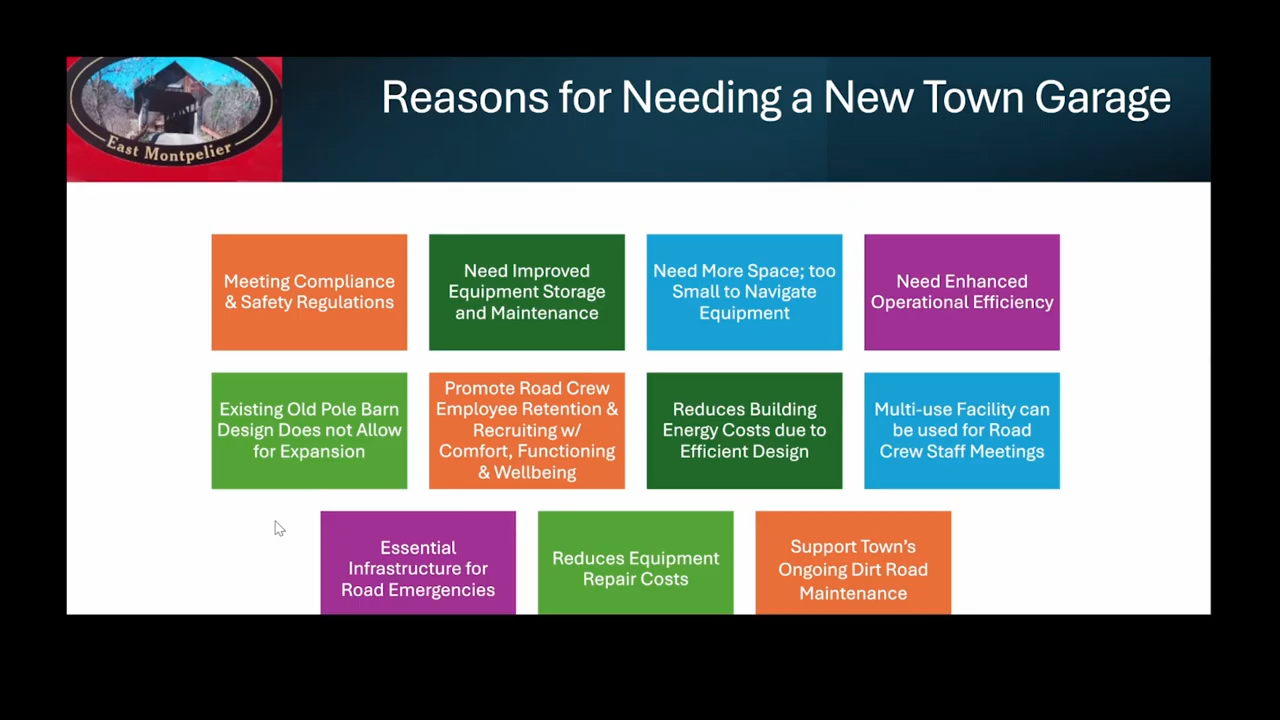 East Montpelier
Reasons for Needing a New Town Garage
Meeting Compliance
& Safety Regulations
Need Improved
Equipment Storage
and Maintenance
Need More Space; too
Small to Navigate
Equipment
Need Enhanced
Operational Efficiency
Existing Old Pole Barn
Design Does not Allow
for Expansion
Promote Road Crew
Employee Retention &
Recruiting w/
Comfort, Functioning
& Wellbeing
Reduces Building
Energy Costs due to
Efficient Design
Multi-use Facility can
be used for Road
Crew Staff Meetings
Essential
Infrastructure for
Road Emergencies
Reduces Equipment
Repair Costs
Support Town’s
Ongoing Dirt Road
Maintenance